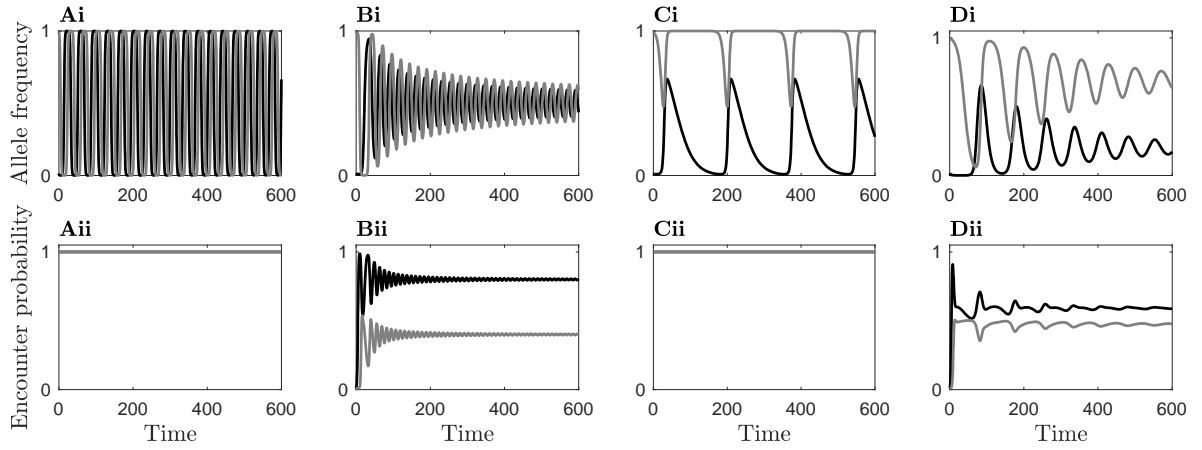 Ai Bi Ci Di
Allele frequency
1 1 1 1
0 0 0 0
0 200 400 600 0 200 400 600 0 200 400 600 0 200 400 600
Aii Bii Cii Dii
Encounter probability
1 1 1 1
0 0 0 0
0 200 400 600 0 200 400 600 0 200 400 600 0 200 400 600
Time Time Time Time